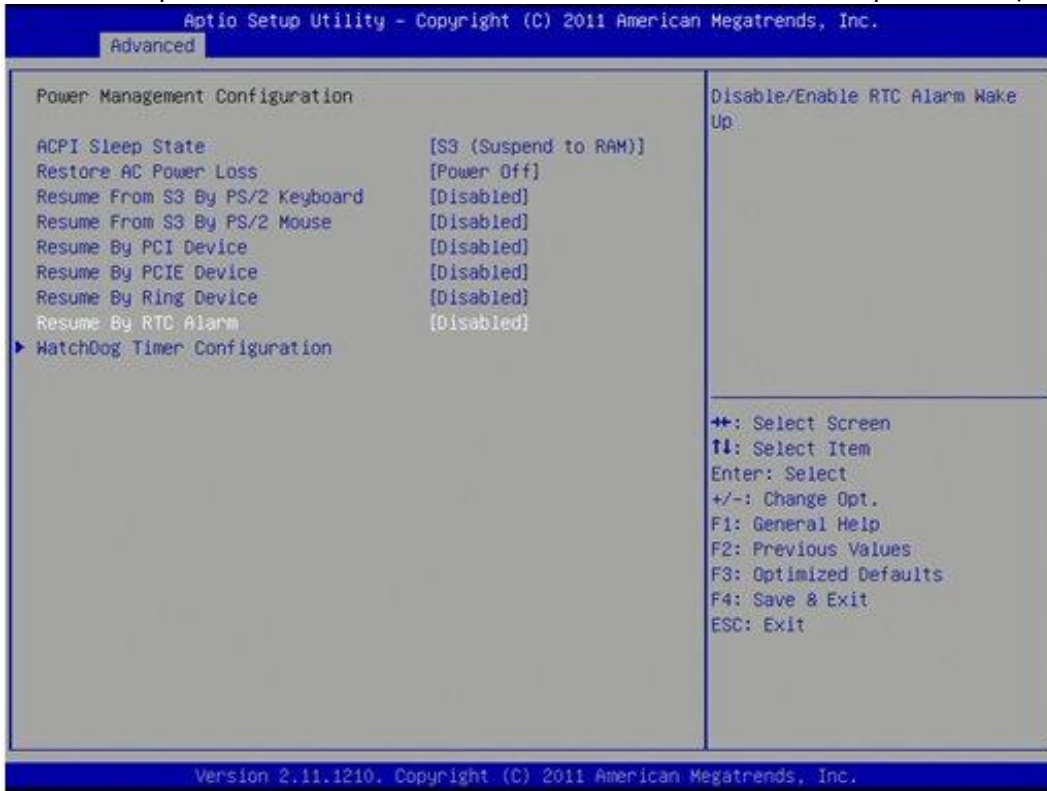 Aptio Setup Utility - Copyright (C) 2011 American Megatrends, Inc.
Advanced
Power Management Configuration
ACPI Sleep State [S3 (Suspend to RAM)]
Restore AC Power Loss [Power Off]
Resume From S3 By PS/2 Keyboard [Disabled]
Resume From S3 By PS/2 Mouse [Disabled]
Resume By PCI Device [Disabled]
Resume By PCIE Device [Disabled]
Resume By Ring Device [Disabled]
Resume By RTC Alarm [Disabled]
WatchDog Timer Configuration
Disable/Enable RTC Alarm Wake
Up
→←: Select Screen
↑↓: Select Item
Enter: Select
+/-: Change Opt.
F1: General Help
F2: Previous Values
F3: Optimized Defaults
F4: Save & Exit
ESC: Exit
Version 2.11.1210. Copyright (C) 2011 American Megatrends, Inc.